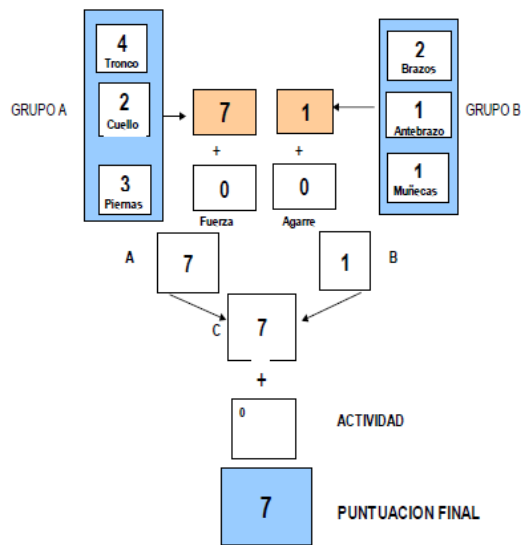 4
Tronco
2
Cuello
3
Piernas
GRUPO A
7
+
0
Fuerza
1
+
0
Agarre
2
Brazos
1
Antebrazo
1
Muñecas
GRUPO B
A
7
1
B
C
7
+
0
ACTIVIDAD
7
PUNTUACION FINAL